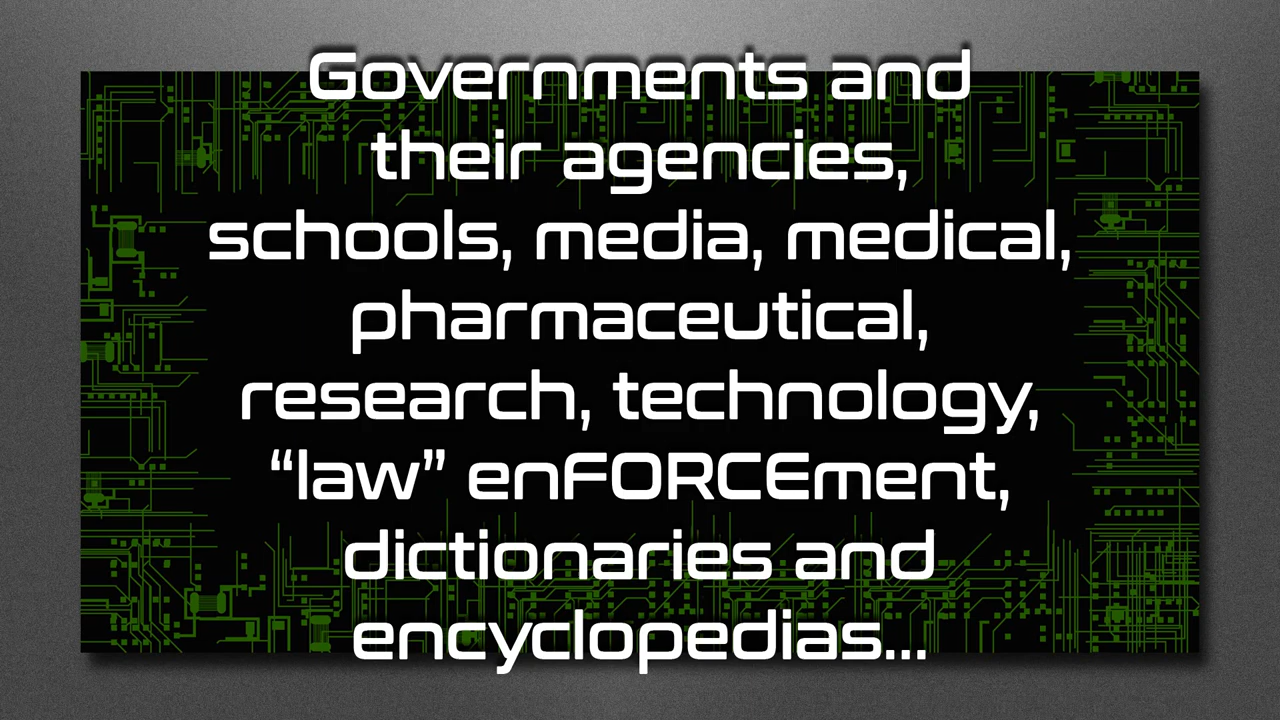 Governments and
their agencies,
schools, media, medical,
pharmaceutical,
research, technology,
“law” enFORCEment,
dictionaries and
encyclopedias...